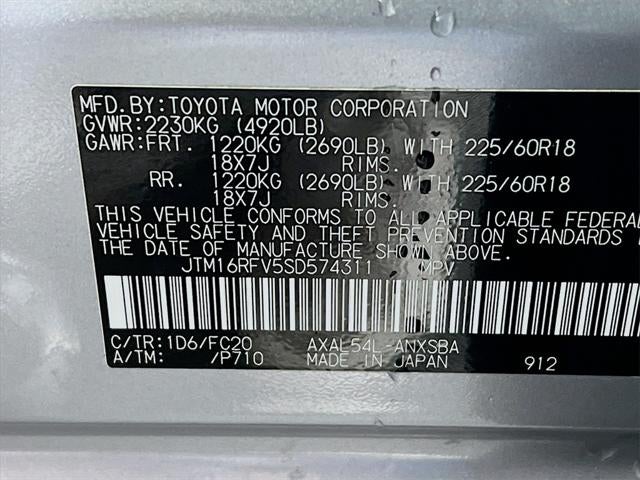 MFD.BY:TOYOTA MOTOR CORPORATION
GVWR:2230KG (4920LB)
GAWR:FRT. 1220KG (2690LB) WITH 225/60R18
18X7J RIMS.
RR. 1220KG (2690LB) WITH 225/60R18
18X7J RIMS
THIS VEHICLE CONFORMS TO ALL APPLICABLE FEDERAL
VEHICLE SAFETY AND THEFT PREVENTION STANDARDS
THE DATE OF MANUFACTURE SHOWN ABOVE.
JTM16RFV5SD574311 MPV
C/TR:1D6/FC20 AXAL54L-ANXSBA
A/TM: /P710 MADE IN JAPAN 912